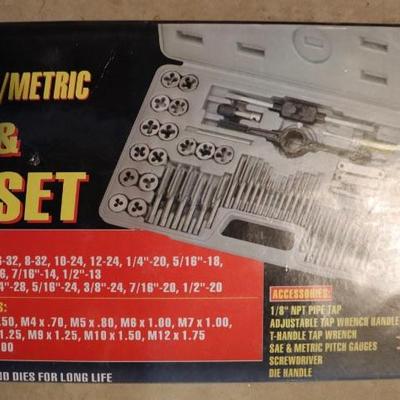 /METRIC
&
SET
6-32, 8-32, 10-24, 12-24, 1/4"-20, 5/16"-18,
6, 7/16"-14, 1/2"-13
4"-28, 5/16"-24, 3/8"-24, 7/16"-20, 1/2"-20
S:
.50, M4 x .70, M5 x .80, M6 x 1.00, M7 x 1.00,
1.25, M9 x 1.25, M10 x 1.50, M12 x 1.75
00
ND DIES FOR LONG LIFE
ACCESSORIES:
1/8" NPT PIPE TAP
ADJUSTABLE TAP WRENCH HANDLE
T-HANDLE TAP WRENCH
SAE & METRIC PITCH GAUGES
SCREWDRIVER
DIE HANDLE